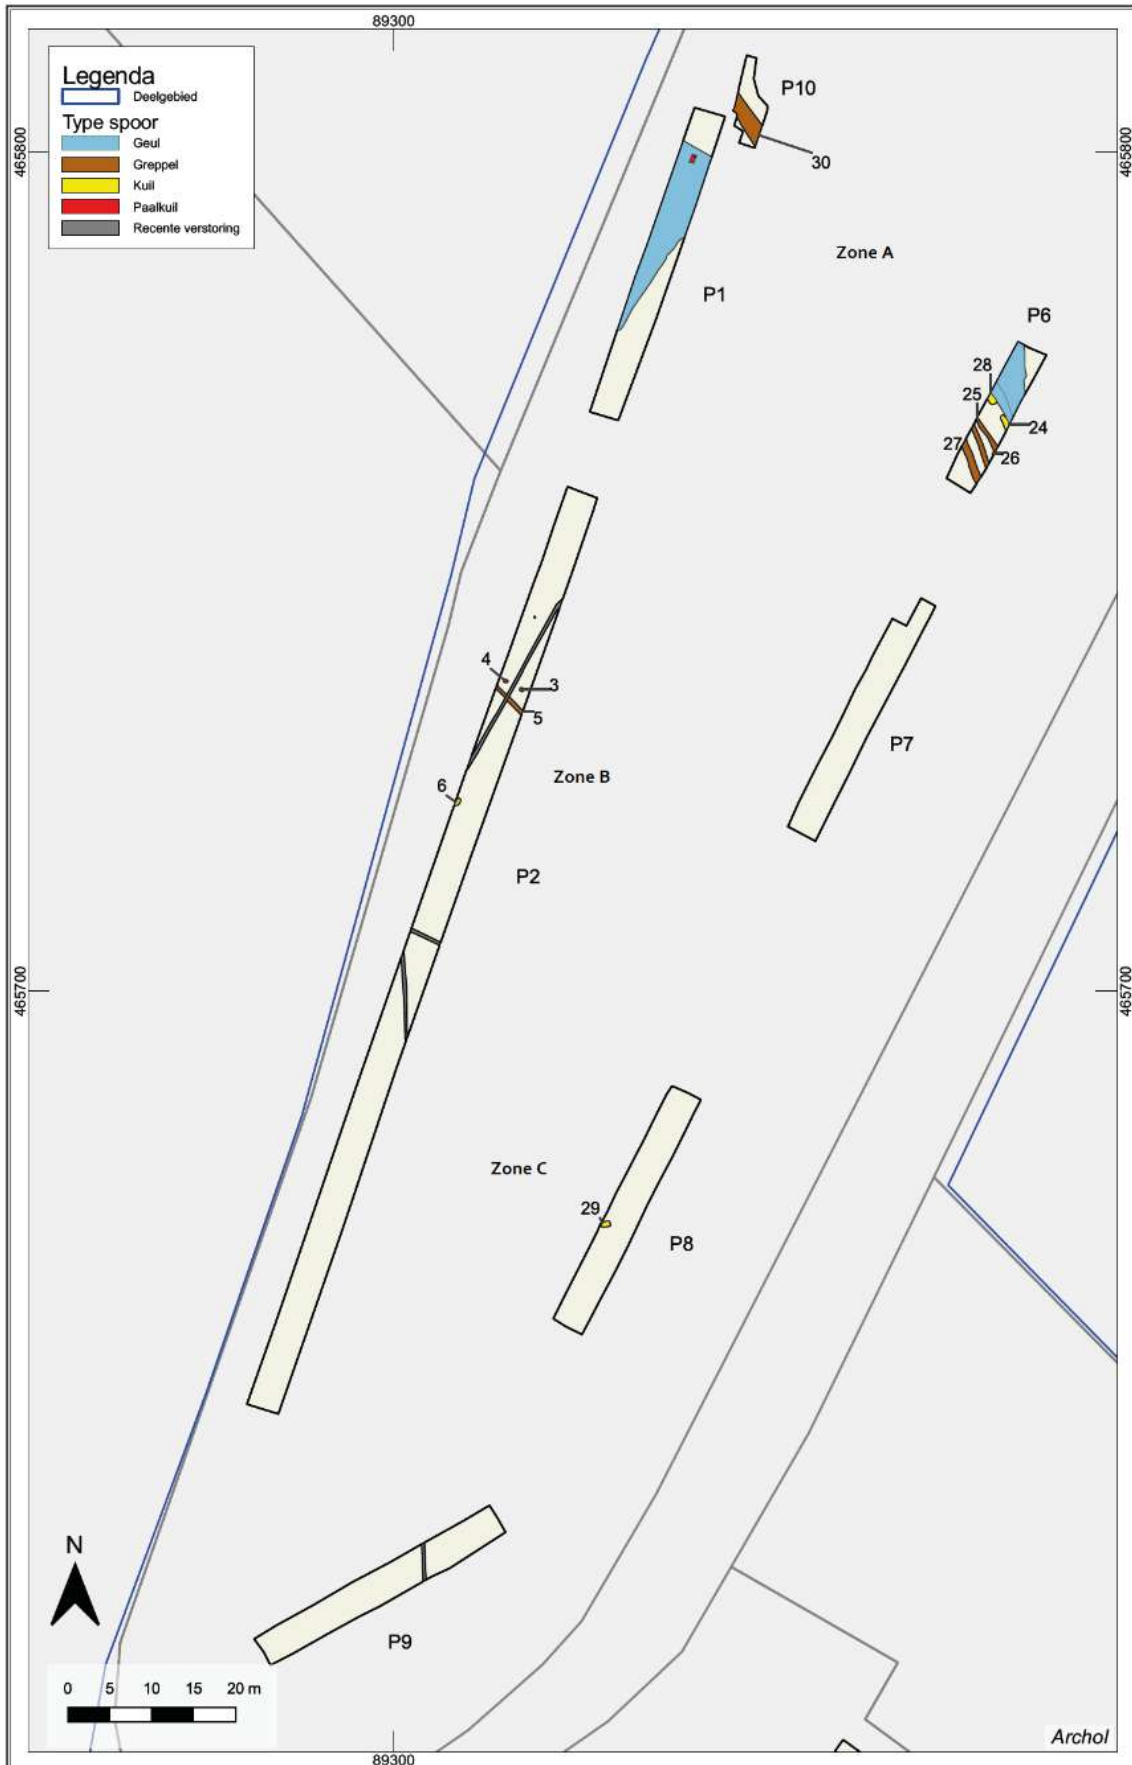 89300
Legenda
Deelgebied
Type spoor
Geul
Greppel
Kuil
Paalkuil
Recente verstoring
P10
465800
465800
30
Zone A
P1
P6
28
25
24
27
26
4
3
5
P7
Zone B
6
P2
465700
465700
Zone C
29
P8
N
P9
0 5 10 15 20 m
Archol
89300